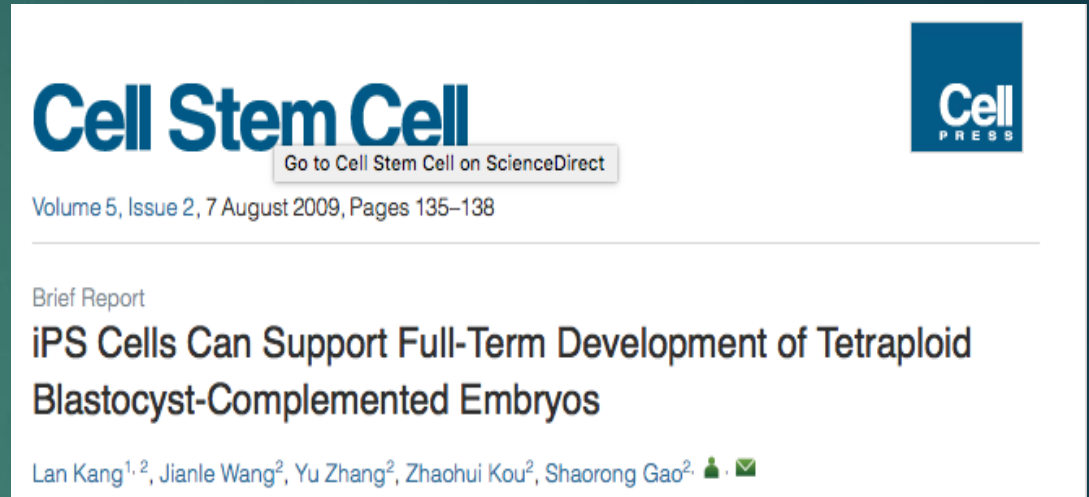 Cell Stem Cell
Cell
PRESS
Go to Cell Stem Cell on ScienceDirect
Volume 5, Issue 2, 7 August 2009, Pages 135–138
Brief Report
iPS Cells Can Support Full-Term Development of Tetraploid
Blastocyst-Complemented Embryos
Lan Kang1, 2, Jianle Wang2, Yu Zhang2, Zhaohui Kou2, Shaorong Gao2,